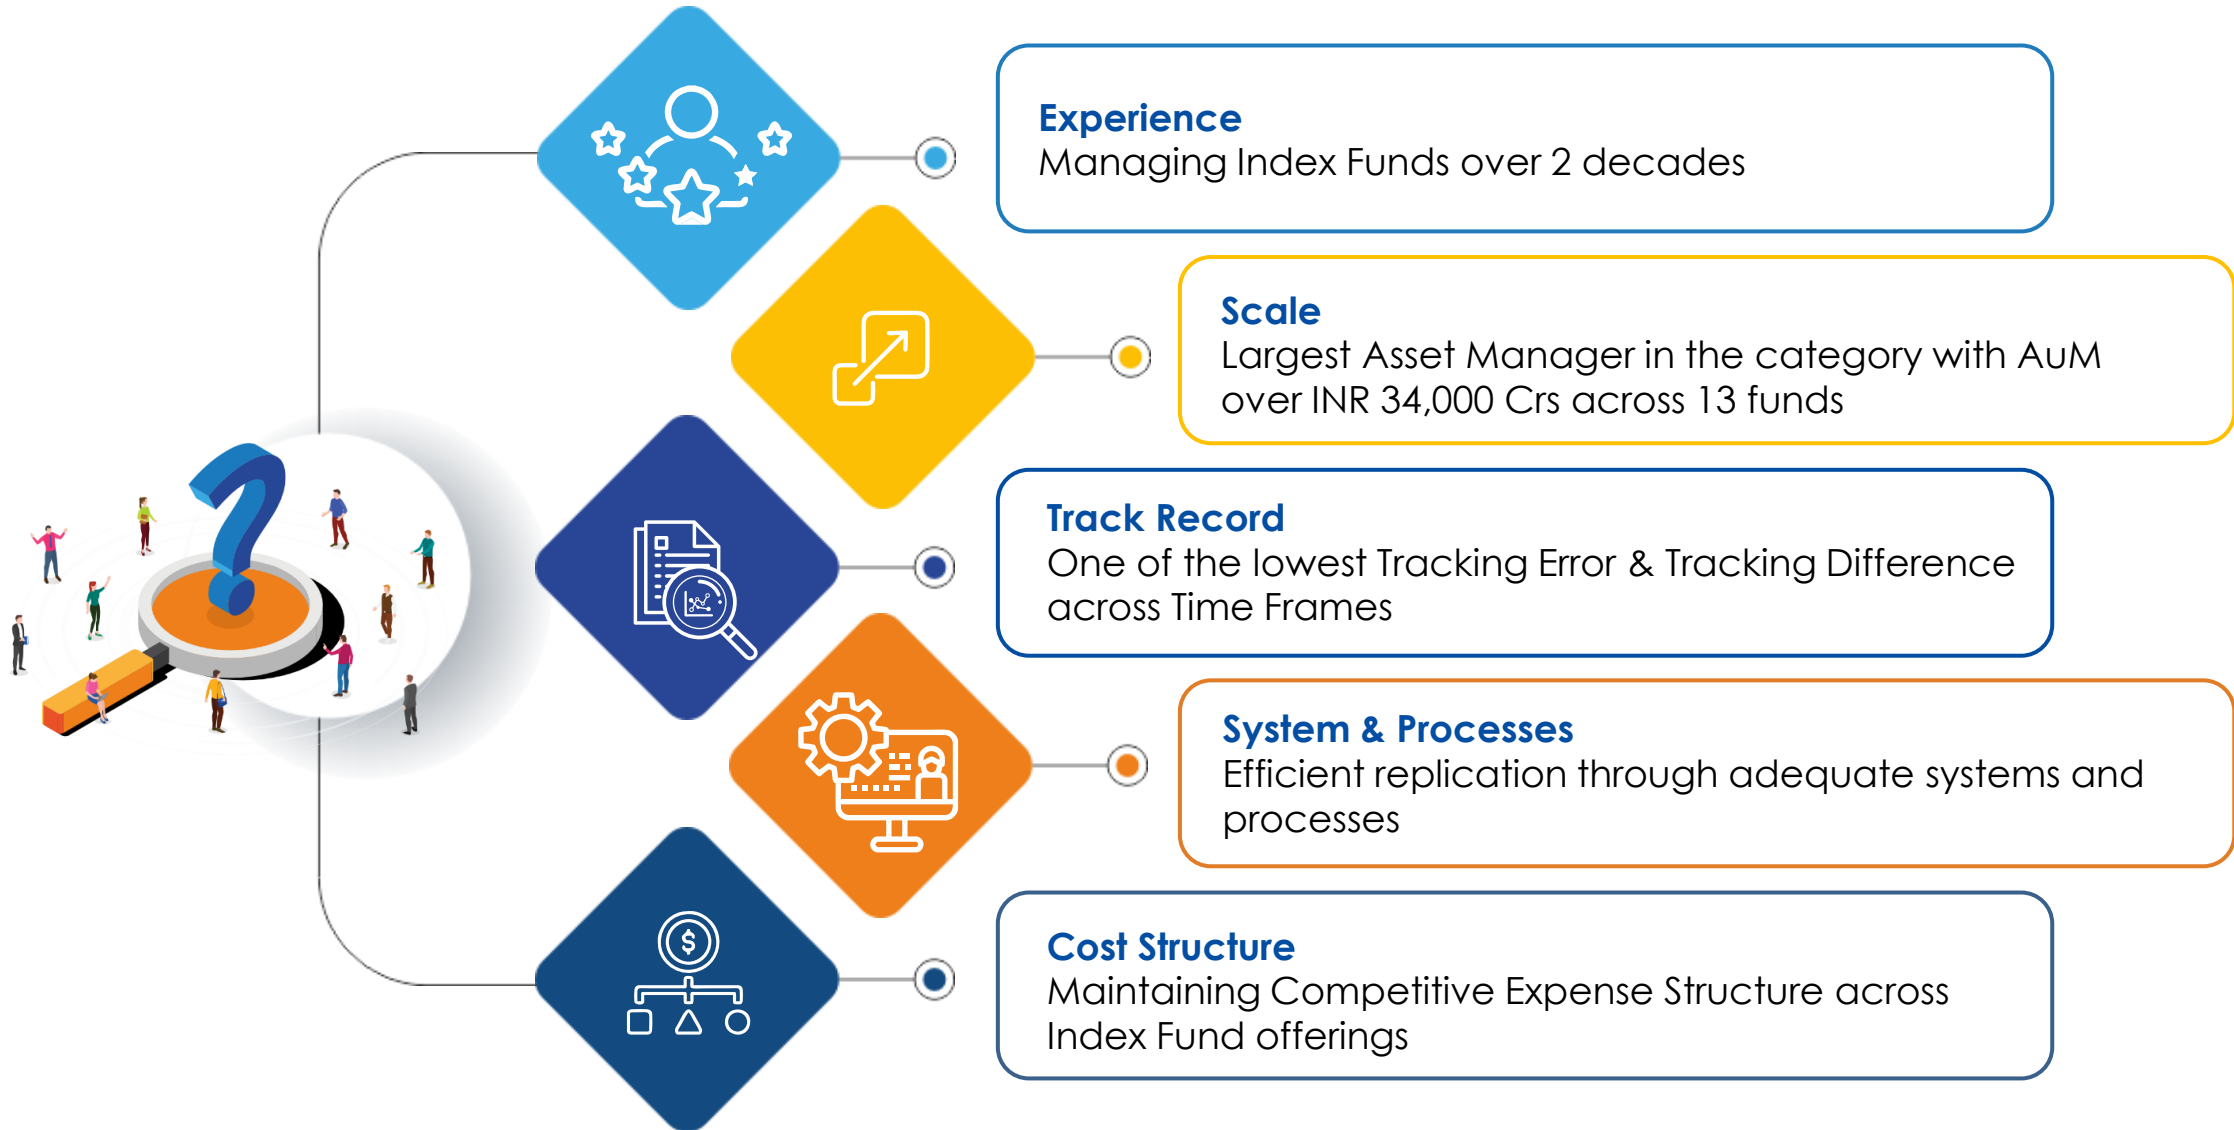 Experience
Managing Index Funds over 2 decades
Scale
Largest Asset Manager in the category with AuM
over INR 34,000 Crs across 13 funds
Track Record
One of the lowest Tracking Error & Tracking Difference
across Time Frames
System & Processes
Efficient replication through adequate systems and
processes
$
Cost Structure
Maintaining Competitive Expense Structure across
Index Fund offerings